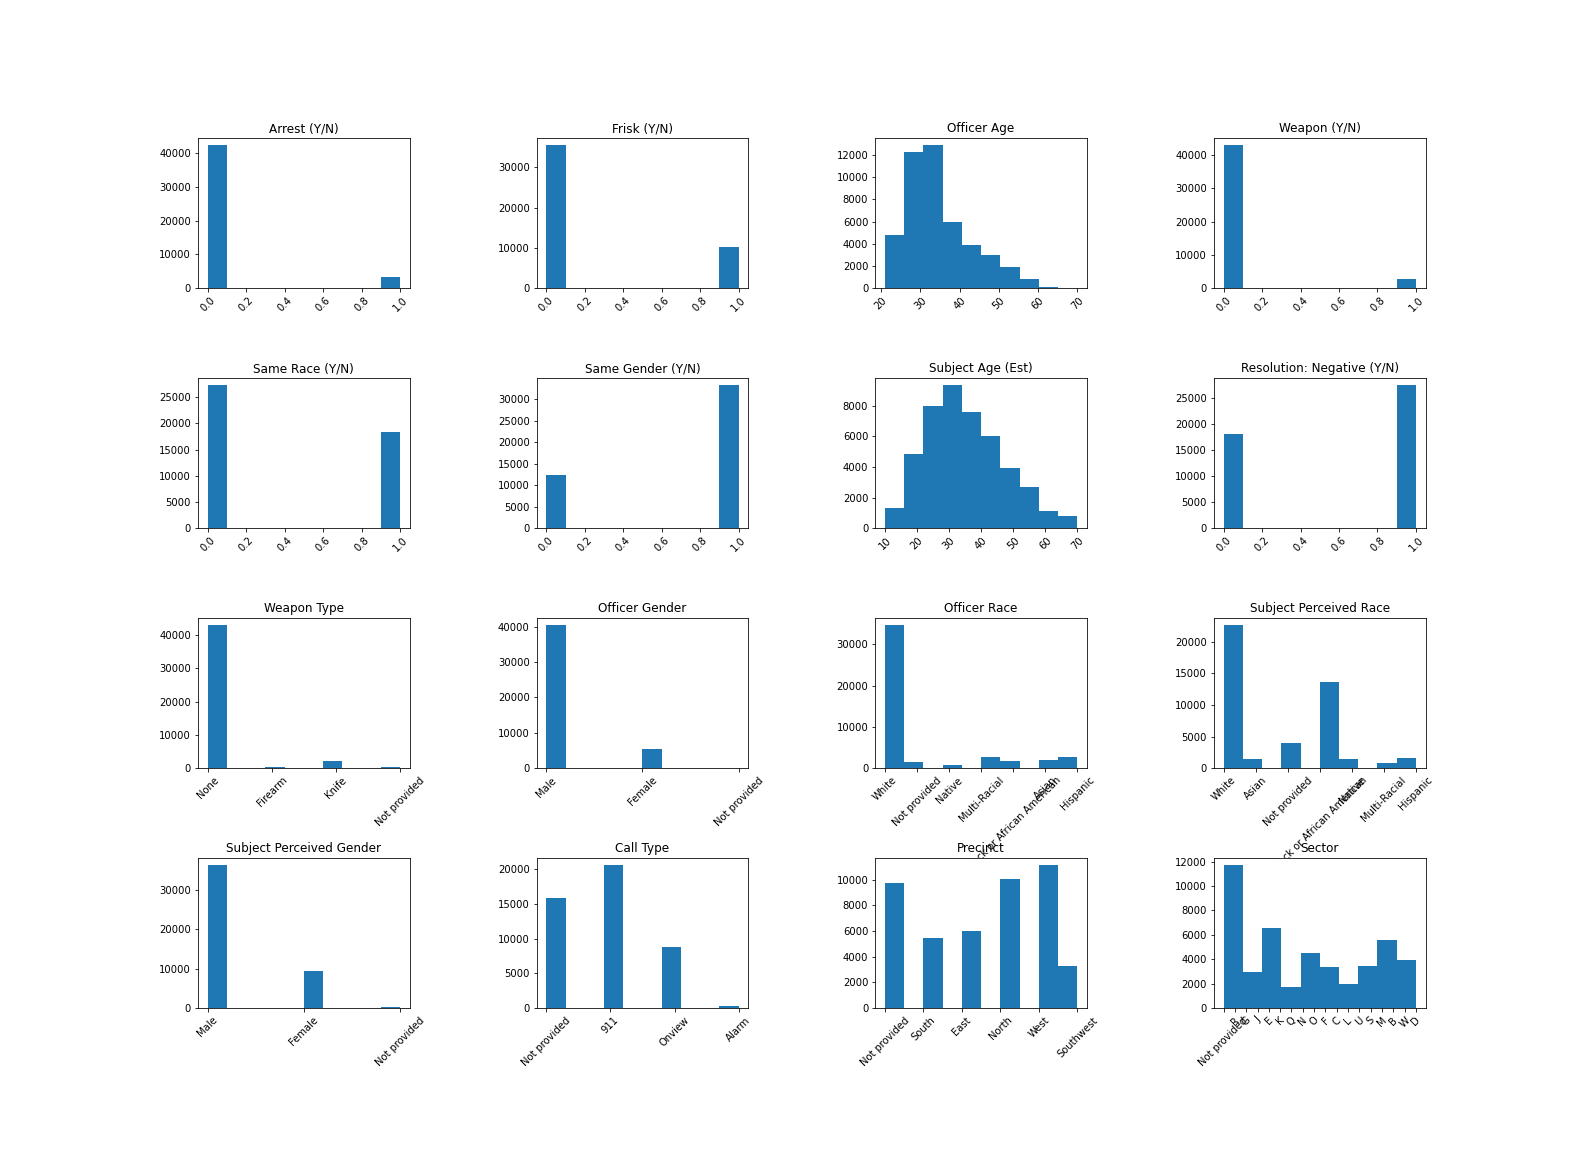 Arrest (Y/N)
40000
30000
20000
10000
0
0.0 0.2 0.4 0.6 0.8 1.0
Frisk (Y/N)
30000
20000
10000
0
0.0 0.2 0.4 0.6 0.8 1.0
Officer Age
12000
10000
8000
6000
4000
2000
0
20 30 40 50 60 70
Weapon (Y/N)
40000
30000
20000
10000
0
0.0 0.2 0.4 0.6 0.8 1.0
Same Race (Y/N)
25000
20000
15000
10000
5000
0
0.0 0.2 0.4 0.6 0.8 1.0
Same Gender (Y/N)
30000
25000
20000
15000
10000
5000
0
0.0 0.2 0.4 0.6 0.8 1.0
Subject Age (Est)
8000
6000
4000
2000
0
10 20 30 40 50 60 70
Resolution: Negative (Y/N)
25000
20000
15000
10000
5000
0
0.0 0.2 0.4 0.6 0.8 1.0
Weapon Type
40000
30000
20000
10000
0
None Firearm Knife Not provided
Officer Gender
40000
30000
20000
10000
0
Male Female Not provided
Officer Race
30000
20000
10000
0
White Not provided Native Multi-Racial ck or African American Asian Hispanic
Subject Perceived Race
20000
15000
10000
5000
0
White Asian Not provided ck or African American Native Multi-Racial Hispanic
Subject Perceived Gender
30000
20000
10000
0
Male Female Not provided
Call Type
20000
15000
10000
5000
0
Not provided 911 Onview Alarm
Precinct
10000
8000
6000
4000
2000
0
Not provided South East North West Southwest
Sector
12000
10000
8000
6000
4000
2000
0
Not provided R G J E K Q N O F C L U S M B W D